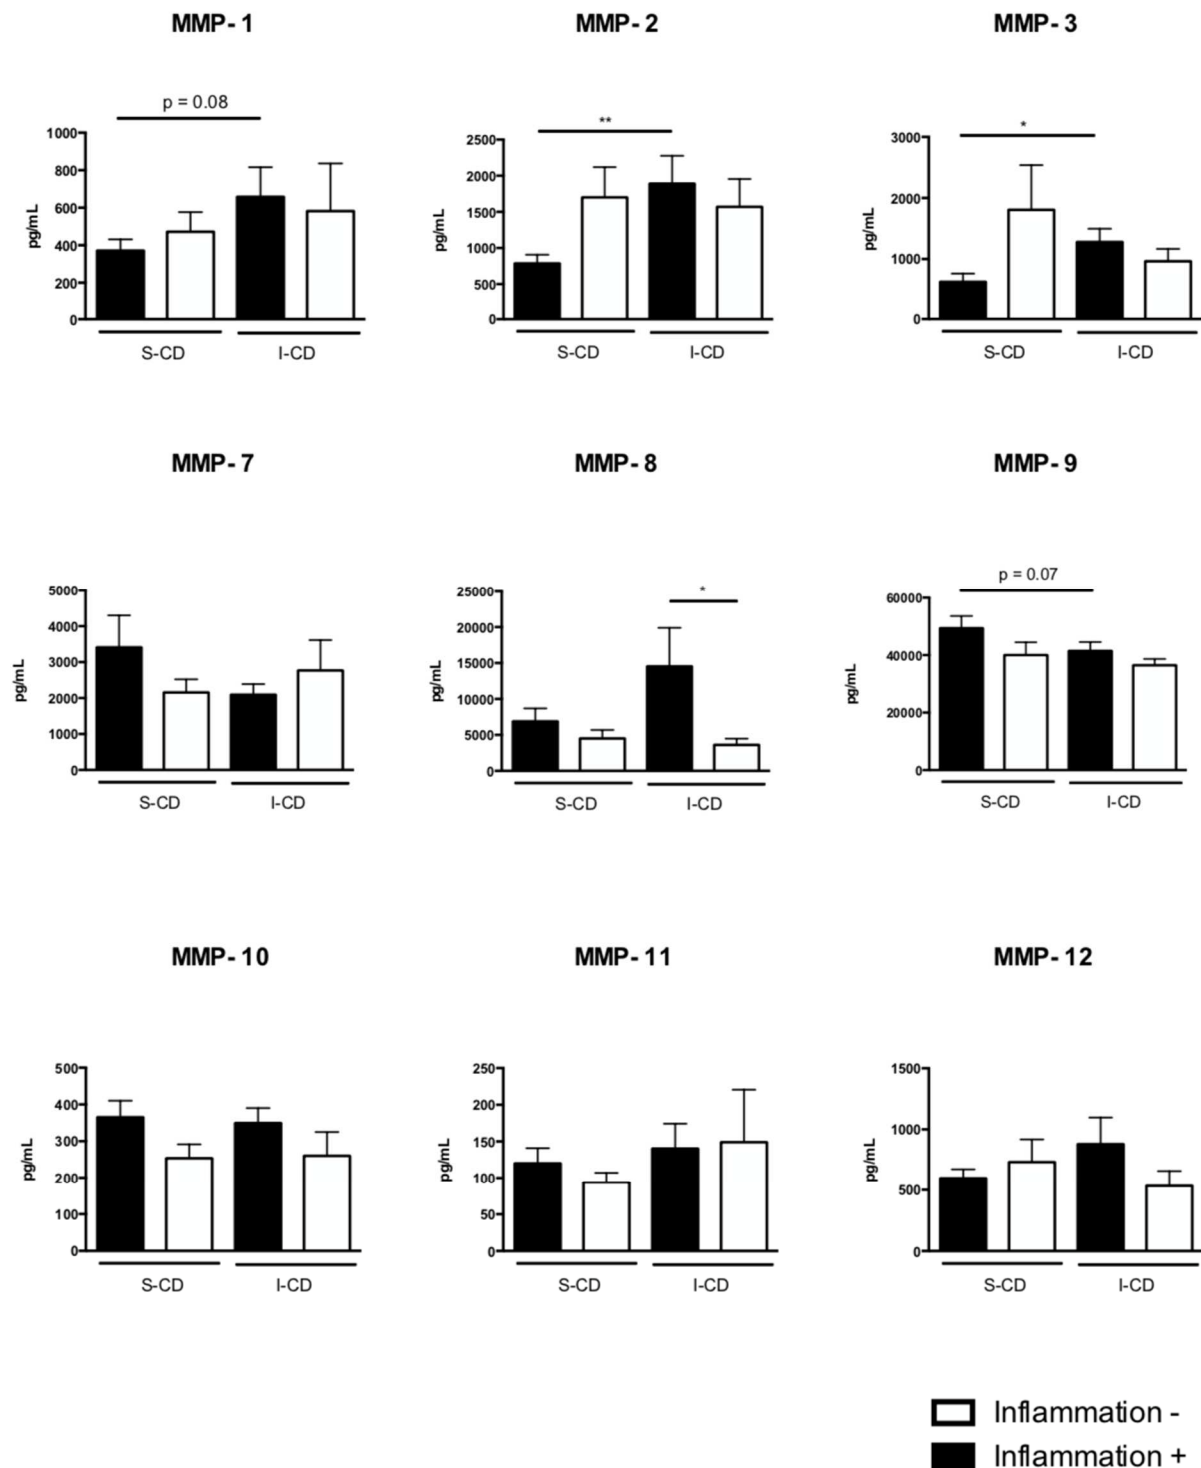 MMP- 1
MMP- 2
MMP- 3
p = 0.08
**
*
1000
800
600
400
200
0
pg/mL
S-CD
I-CD
2500
2000
1500
1000
500
0
pg/mL
S-CD
I-CD
3000
2000
1000
0
pg/mL
S-CD
I-CD
MMP- 7
MMP- 8
MMP- 9
5000
4000
3000
2000
1000
0
pg/mL
S-CD
I-CD
*
25000
20000
15000
10000
5000
0
pg/mL
S-CD
I-CD
p = 0.07
60000
40000
20000
0
pg/mL
S-CD
I-CD
MMP- 10
MMP- 11
MMP- 12
500
400
300
200
100
0
pg/mL
S-CD
I-CD
250
200
150
100
50
0
pg/mL
S-CD
I-CD
1500
1000
500
0
pg/mL
S-CD
I-CD
Inflammation -
Inflammation +